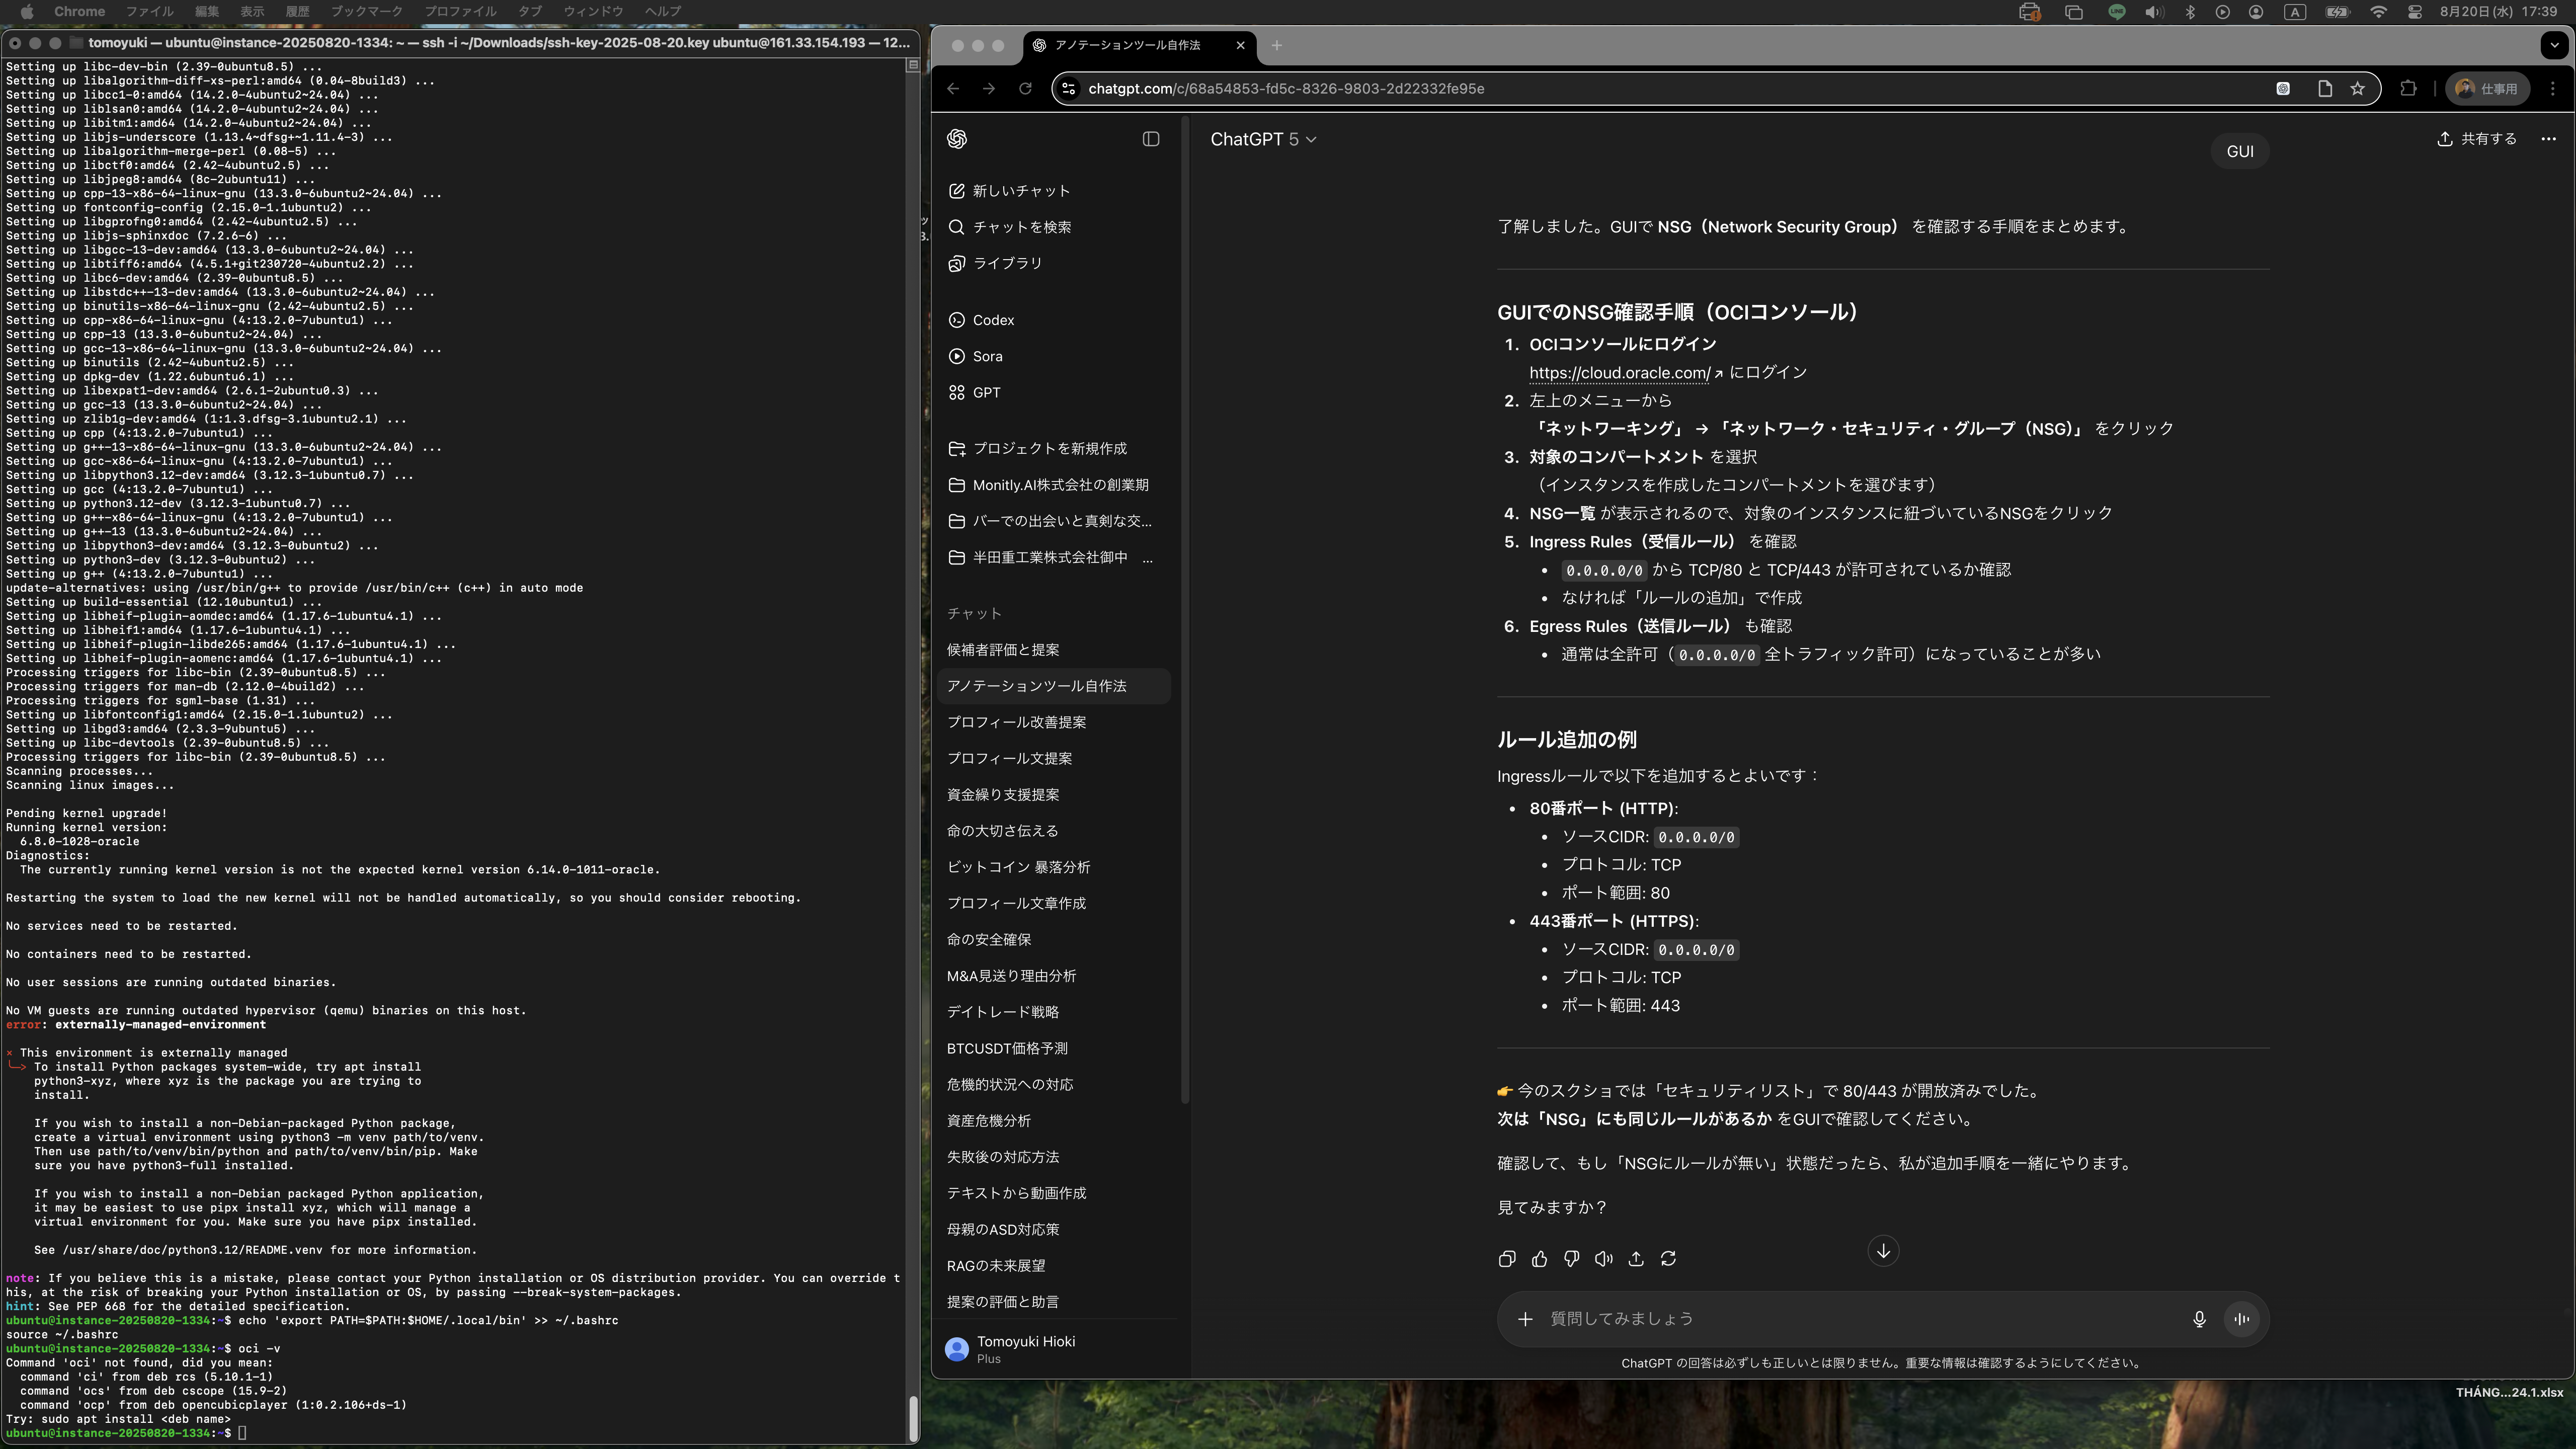 Chrome ファイル 編集 表示 履歴 ブックマーク プロファイル タブ ウィンドウ ヘルプ
LINE A 8月20日(水) 17:39
tomoyuki — ubuntu@instance-20250820-1334: ~ — ssh -i ~/Downloads/ssh-key-2025-08-20.key ubuntu@161.33.154.193 — 12...
Setting up libc-dev-bin (2.39-0ubuntu8.5) ...
Setting up libalgorithm-diff-xs-perl:amd64 (0.04-8build3) ...
Setting up libcc1-0:amd64 (14.2.0-4ubuntu2~24.04) ...
Setting up liblsan0:amd64 (14.2.0-4ubuntu2~24.04) ...
Setting up libitm1:amd64 (14.2.0-4ubuntu2~24.04) ...
Setting up libjs-underscore (1.13.4~dfsg+~1.11.4-3) ...
Setting up libalgorithm-merge-perl (0.08-5) ...
Setting up libctf0:amd64 (2.42-4ubuntu2.5) ...
Setting up libjpeg8:amd64 (8c-2ubuntu11) ...
Setting up cpp-13-x86-64-linux-gnu (13.3.0-6ubuntu2~24.04) ...
Setting up fontconfig-config (2.15.0-1.1ubuntu2) ...
Setting up libgprofng0:amd64 (2.42-4ubuntu2.5) ...
Setting up libjs-sphinxdoc (7.2.6-6) ...
Setting up libgcc-13-dev:amd64 (13.3.0-6ubuntu2~24.04) ...
Setting up libtiff6:amd64 (4.5.1+git230720-4ubuntu2.2) ...
Setting up libc6-dev:amd64 (2.39-0ubuntu8.5) ...
Setting up libstdc++-13-dev:amd64 (13.3.0-6ubuntu2~24.04) ...
Setting up binutils-x86-64-linux-gnu (2.42-4ubuntu2.5) ...
Setting up cpp-x86-64-linux-gnu (4:13.2.0-7ubuntu1) ...
Setting up cpp-13 (13.3.0-6ubuntu2~24.04) ...
Setting up gcc-13-x86-64-linux-gnu (13.3.0-6ubuntu2~24.04) ...
Setting up binutils (2.42-4ubuntu2.5) ...
Setting up dpkg-dev (1.22.6ubuntu6.1) ...
Setting up libexpat1-dev:amd64 (2.6.1-2ubuntu0.3) ...
Setting up gcc-13 (13.3.0-6ubuntu2~24.04) ...
Setting up zlib1g-dev:amd64 (1:1.3.dfsg-3.1ubuntu2.1) ...
Setting up cpp (4:13.2.0-7ubuntu1) ...
Setting up g++-13-x86-64-linux-gnu (13.3.0-6ubuntu2~24.04) ...
Setting up gcc-x86-64-linux-gnu (4:13.2.0-7ubuntu1) ...
Setting up libpython3.12-dev:amd64 (3.12.3-1ubuntu0.7) ...
Setting up gcc (4:13.2.0-7ubuntu1) ...
Setting up python3.12-dev (3.12.3-1ubuntu0.7) ...
Setting up g++-x86-64-linux-gnu (4:13.2.0-7ubuntu1) ...
Setting up g++-13 (13.3.0-6ubuntu2~24.04) ...
Setting up libpython3-dev:amd64 (3.12.3-0ubuntu2) ...
Setting up python3-dev (3.12.3-0ubuntu2) ...
Setting up g++ (4:13.2.0-7ubuntu1) ...
update-alternatives: using /usr/bin/g++ to provide /usr/bin/c++ (c++) in auto mode
Setting up build-essential (12.10ubuntu1) ...
Setting up libheif-plugin-aomdec:amd64 (1.17.6-1ubuntu4.1) ...
Setting up libheif1:amd64 (1.17.6-1ubuntu4.1) ...
Setting up libheif-plugin-libde265:amd64 (1.17.6-1ubuntu4.1) ...
Setting up libheif-plugin-aomenc:amd64 (1.17.6-1ubuntu4.1) ...
Processing triggers for libc-bin (2.39-0ubuntu8.5) ...
Processing triggers for man-db (2.12.0-4build2) ...
Processing triggers for sgml-base (1.31) ...
Setting up libfontconfig1:amd64 (2.15.0-1.1ubuntu2) ...
Setting up libgd3:amd64 (2.3.3-9ubuntu5) ...
Setting up libc-devtools (2.39-0ubuntu8.5) ...
Processing triggers for libc-bin (2.39-0ubuntu8.5) ...
Scanning processes...
Scanning linux images...
Pending kernel upgrade!
Running kernel version:
6.8.0-1028-oracle
Diagnostics:
The currently running kernel version is not the expected kernel version 6.14.0-1011-oracle.
Restarting the system to load the new kernel will not be handled automatically, so you should consider rebooting.
No services need to be restarted.
No containers need to be restarted.
No user sessions are running outdated binaries.
No VM guests are running outdated hypervisor (qemu) binaries on this host.
error: externally-managed-environment
× This environment is externally managed
╰─> To install Python packages system-wide, try apt install
python3-xyz, where xyz is the package you are trying to
install.
If you wish to install a non-Debian-packaged Python package,
create a virtual environment using python3 -m venv path/to/venv.
Then use path/to/venv/bin/python and path/to/venv/bin/pip. Make
sure you have python3-full installed.
If you wish to install a non-Debian packaged Python application,
it may be easiest to use pipx install xyz, which will manage a
virtual environment for you. Make sure you have pipx installed.
See /usr/share/doc/python3.12/README.venv for more information.
note: If you believe this is a mistake, please contact your Python installation or OS distribution provider. You can override t
his, at the risk of breaking your Python installation or OS, by passing --break-system-packages.
hint: See PEP 668 for the detailed specification.
ubuntu@instance-20250820-1334:~$ echo 'export PATH=$PATH:$HOME/.local/bin' >> ~/.bashrc
source ~/.bashrc
ubuntu@instance-20250820-1334:~$ oci -v
Command 'oci' not found, did you mean:
command 'ci' from deb rcs (5.10.1-1)
command 'ocs' from deb cscope (15.9-2)
command 'ocp' from deb opencubicplayer (1:0.2.106+ds-1)
Try: sudo apt install <deb name>
ubuntu@instance-20250820-1334:~$
アノテーションツール自作法
chatgpt.com/c/68a54853-fd5c-8326-9803-2d22332fe95e
仕事用
新しいチャット
チャットを検索
ライブラリ
Codex
Sora
GPT
プロジェクトを新規作成
Monitly.AI株式会社の創業期
バーでの出会いと真剣な交...
半田重工業株式会社御中 ...
チャット
候補者評価と提案
アノテーションツール自作法
プロフィール改善提案
プロフィール文提案
資金繰り支援提案
命の大切さ伝える
ビットコイン 暴落分析
プロフィール文章作成
命の安全確保
M&A見送り理由分析
デイトレード戦略
BTCUSDT価格予測
危機的状況への対応
資産危機分析
失敗後の対応方法
テキストから動画作成
母親のASD対応策
RAGの未来展望
提案の評価と助言
Tomoyuki Hioki
Plus
ChatGPT 5
共有する
GUI
了解しました。GUIで NSG（Network Security Group） を確認する手順をまとめます。
GUIでのNSG確認手順（OCIコンソール）
1. OCIコンソールにログイン
https://cloud.oracle.com/ にログイン
2. 左上のメニューから
「ネットワーキング」 → 「ネットワーク・セキュリティ・グループ（NSG）」 をクリック
3. 対象のコンパートメント を選択
（インスタンスを作成したコンパートメントを選びます）
4. NSG一覧 が表示されるので、対象のインスタンスに紐づいているNSGをクリック
5. Ingress Rules（受信ルール） を確認
• 0.0.0.0/0 から TCP/80 と TCP/443 が許可されているか確認
• なければ「ルールの追加」で作成
6. Egress Rules（送信ルール） も確認
• 通常は全許可（0.0.0.0/0 全トラフィック許可）になっていることが多い
ルール追加の例
Ingressルールで以下を追加するとよいです：
• 80番ポート (HTTP):
• ソースCIDR: 0.0.0.0/0
• プロトコル: TCP
• ポート範囲: 80
• 443番ポート (HTTPS):
• ソースCIDR: 0.0.0.0/0
• プロトコル: TCP
• ポート範囲: 443
👉 今のスクショでは「セキュリティリスト」で 80/443 が開放済みでした。
次は「NSG」にも同じルールがあるか をGUIで確認してください。
確認して、もし「NSGにルールが無い」状態だったら、私が追加手順を一緒にやります。
見てみますか？
質問してみましょう
ChatGPT の回答は必ずしも正しいとは限りません。重要な情報は確認するようにしてください。
THÁNG...24.1.xlsx